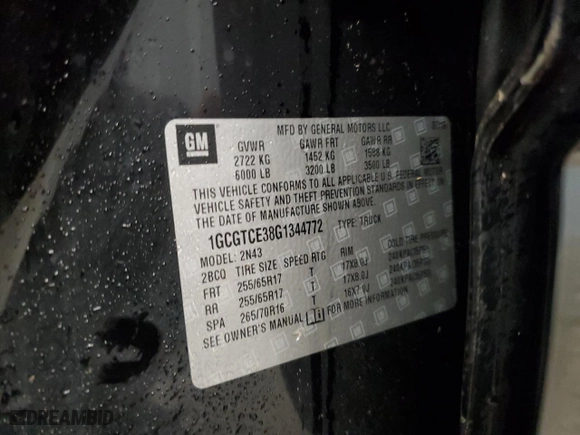 GM
MFD BY GENERAL MOTORS LLC
GVWR GAWR FRT GAWR RR
2722 KG 1452 KG 1588 KG
6000 LB 3200 LB 3500 LB
THIS VEHICLE CONFORMS TO ALL APPLICABLE U.S. FEDERAL MOTOR
VEHICLE SAFETY AND THEFT PREVENTION STANDARDS IN EFFECT ON
THE DATE OF MANUFACTURE SHOWN ABOVE.
1GCGTCE38G1344772 TYPE: TRUCK
MODEL: 2N43
2BCO TIRE SIZE SPEED RTG RIM COLD TIRE PRESSURE
FRT 255/65R17 T 17X8.0J
RR 255/65R17 T 17X8.0J
SPA 265/70R16 T 16X7.0J
SEE OWNER'S MANUAL FOR MORE INFORMATION.
DREAMBID